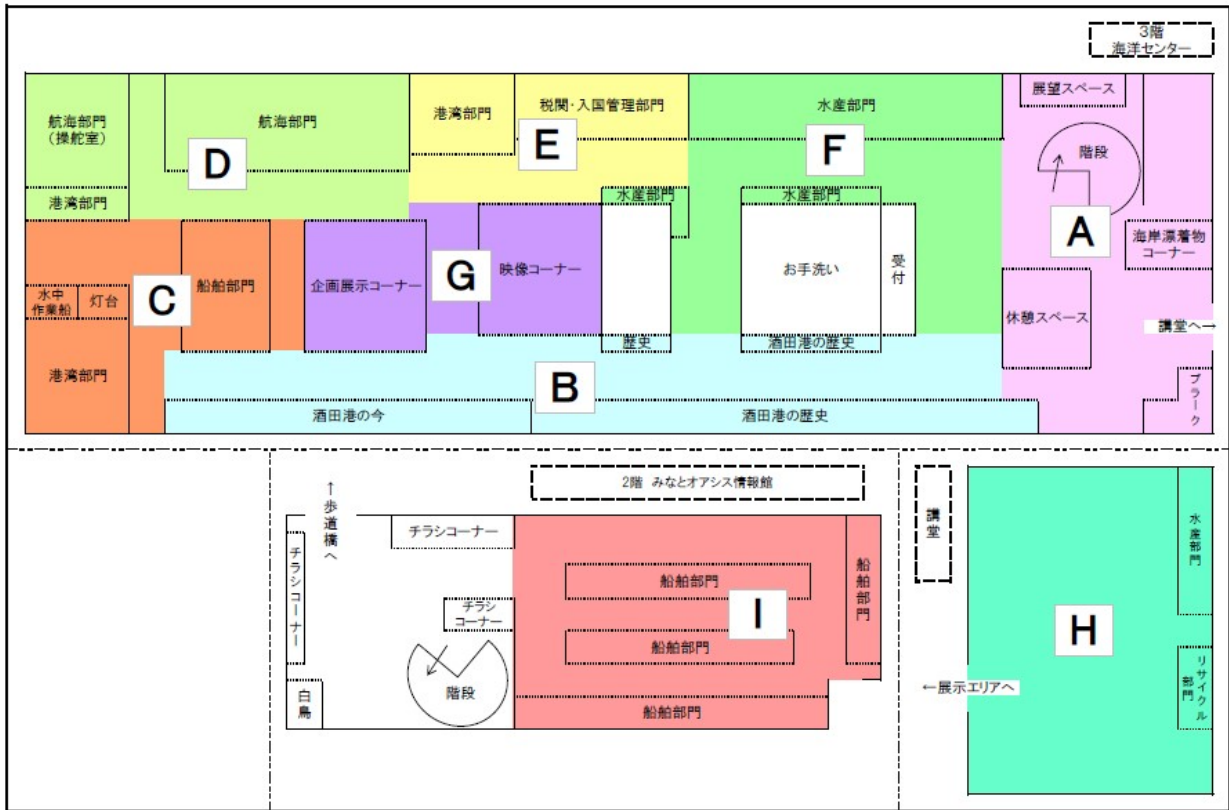 3階
海洋センター
航海部門
(操舵室)
航海部門
港湾部門
税関・入国管理部門
水産部門
展望スペース
階段
D
E
F
A
港湾部門
水産部門
水産部門
海岸漂着物
コーナー
C
船舶部門
企画展示コーナー
G
映像コーナー
お手洗い
受付
水中
作業船
灯台
休憩スペース
講堂へ→
港湾部門
歴史
酒田港の歴史
B
プラーク
酒田港の今
酒田港の歴史
↑歩道橋へ
2階 みなとオアシス情報館
講堂
チラシコーナー
チラシコーナー
船舶部門
船舶部門
水産部門
チラシ
コーナー
I
H
船舶部門
階段
白鳥
船舶部門
←展示エリアへ
リサイクル
部門